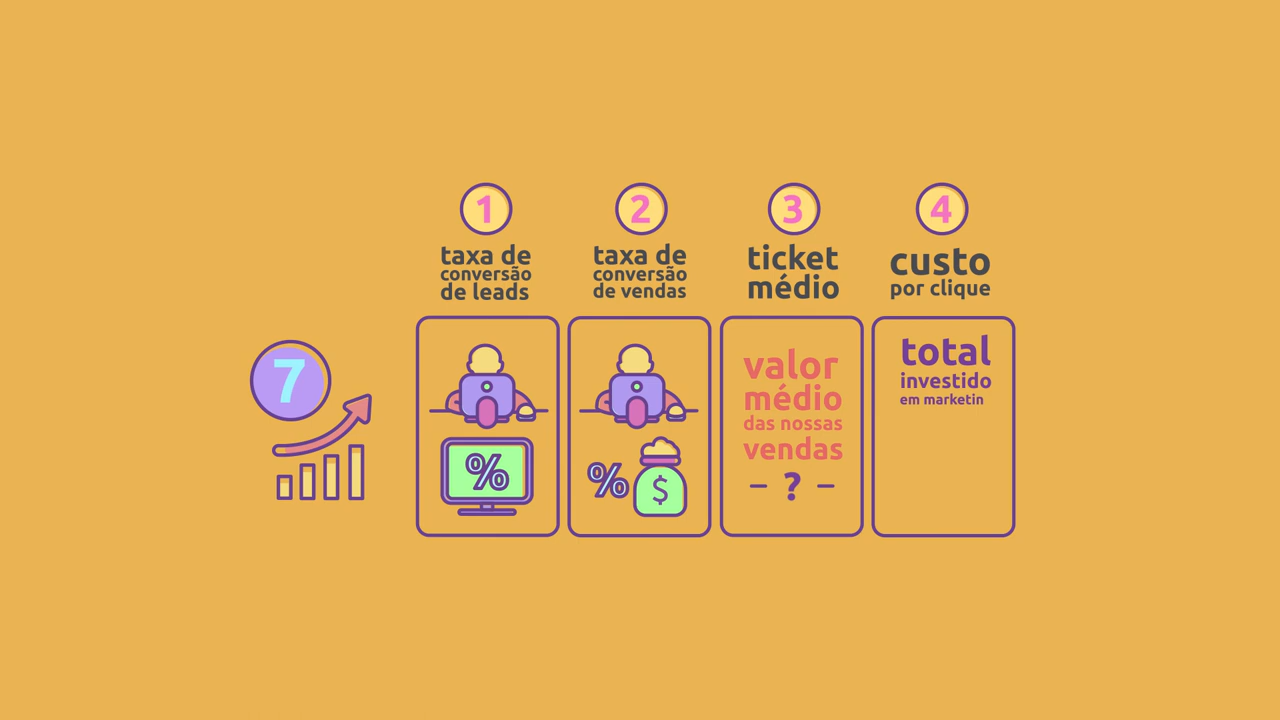 7
1
taxa de
conversão
de leads
%
2
taxa de
conversão
de vendas
%
$
3
ticket
médio
valor
médio
das nossas
vendas
– ? –
4
custo
por clique
total
investido
em marketin